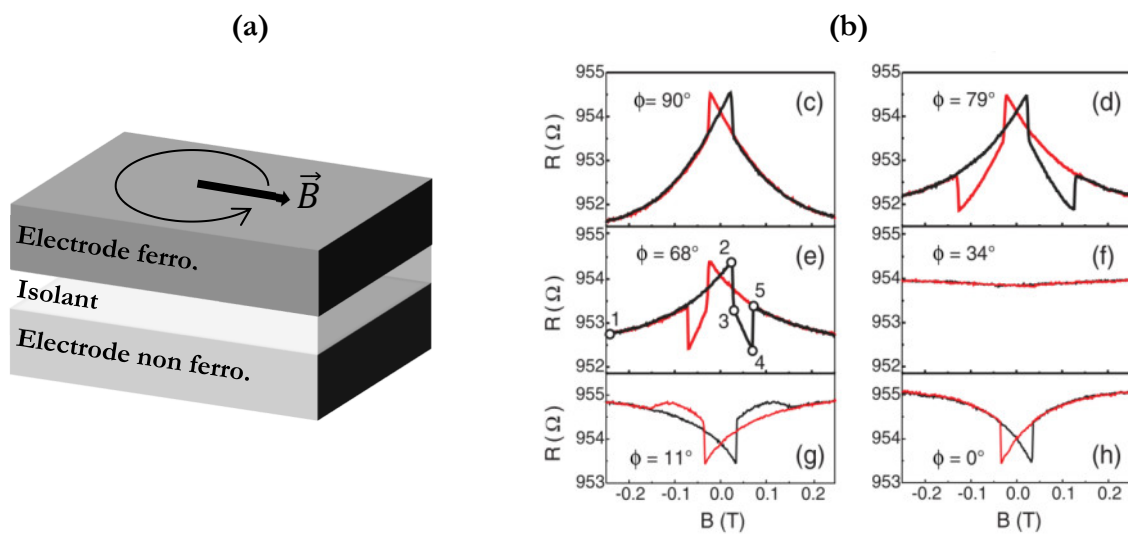 (a)
B
Electrode ferro.
Isolant
Electrode non ferro.
(b)
955
954
953
952
R (Ω)
ϕ= 90°
(c)
955
954
953
952
R (Ω)
ϕ = 79°
(d)
955
954
953
952
R (Ω)
ϕ = 68°
(e)
1
2
3
4
5
955
954
953
952
R (Ω)
ϕ = 34°
(f)
955
954
953
R (Ω)
ϕ = 11°
(g)
-0.2 -0.1 0.0 0.1 0.2
B (T)
955
954
953
R (Ω)
ϕ = 0°
(h)
-0.2 -0.1 0.0 0.1 0.2
B (T)